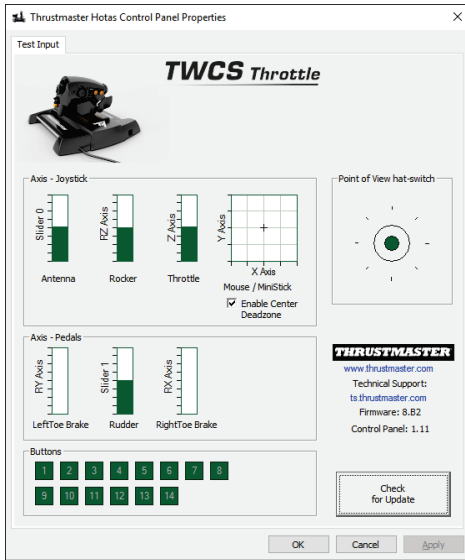 Thrustmaster Hotas Control Panel Properties
Test Input
TWCS Throttle
Axis - Joystick
Slider 0
RZ Axis
Z Axis
Y Axis
X Axis
Antenna
Rocker
Throttle
Mouse / MiniStick
Enable Center
Deadzone
Point of View hat-switch
Axis - Pedals
RY Axis
Slider 1
RX Axis
LeftToe Brake
Rudder
RightToe Brake
THRUSTMASTER
www.thrustmaster.com
Technical Support:
ts.thrustmaster.com
Firmware: 8.B2
Control Panel: 1.11
Buttons
1 2 3 4 5 6 7 8
9 10 11 12 13 14
Check
for Update
OK
Cancel
Apply